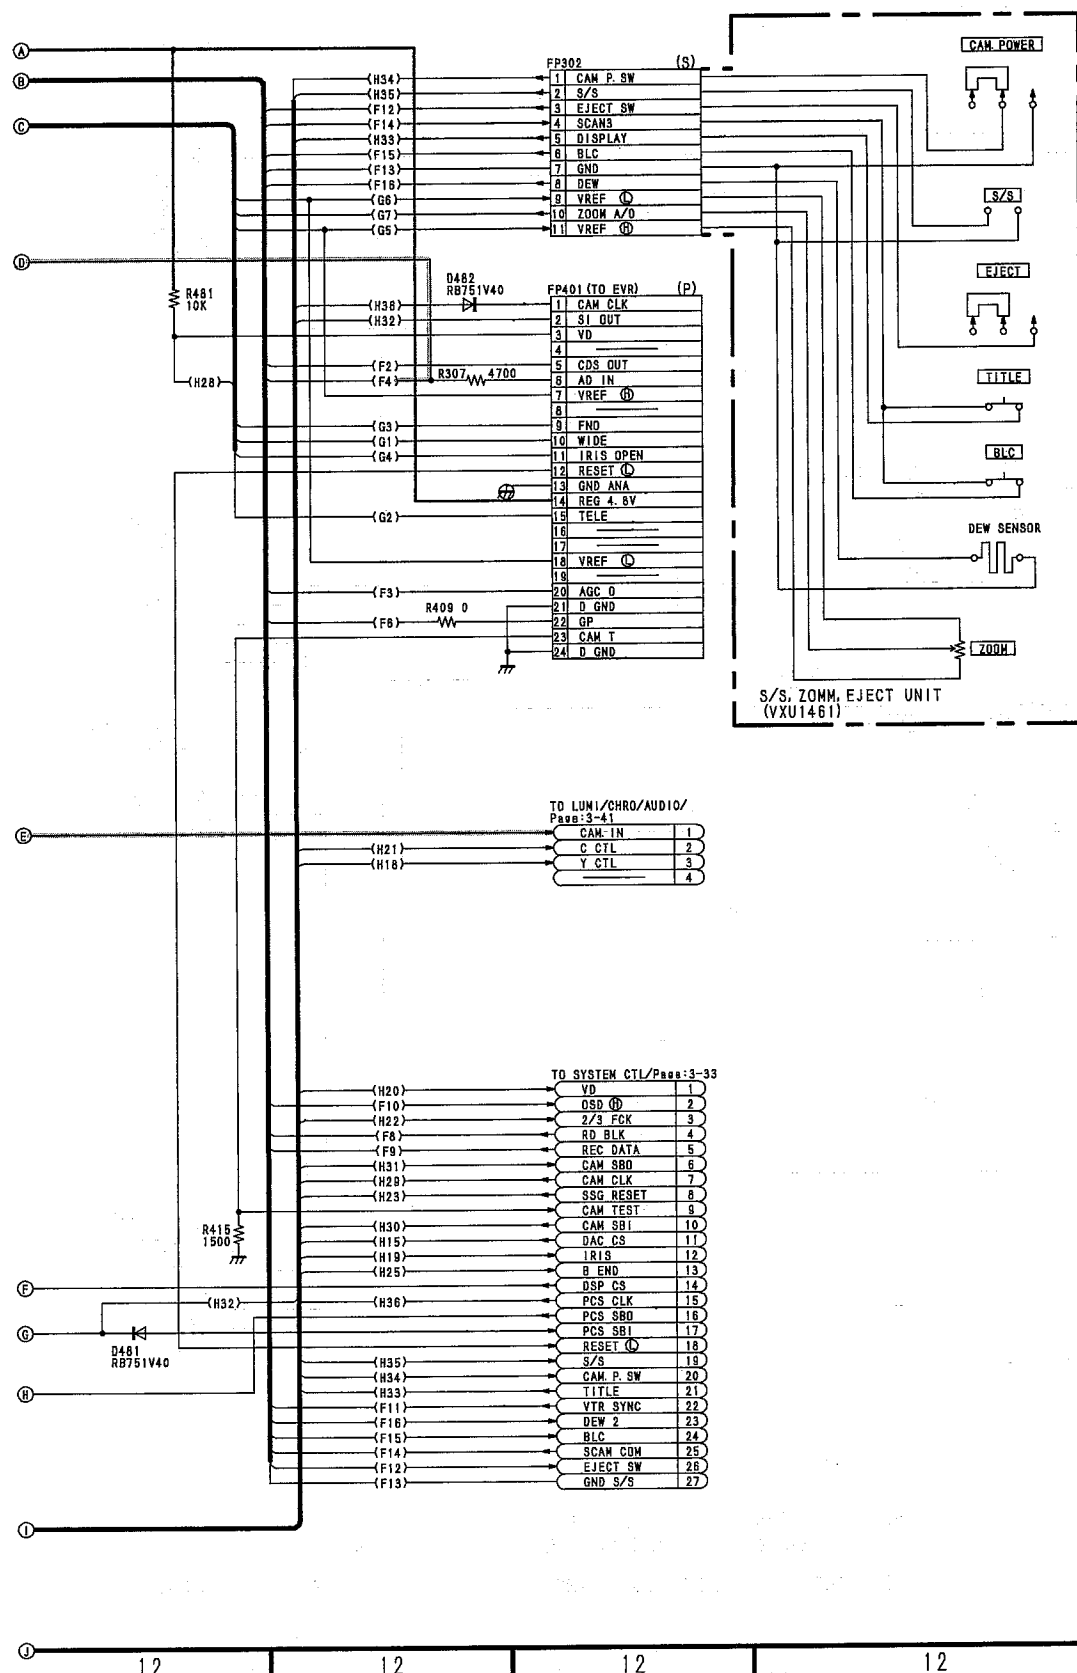 A
B
C
D
E
F
G
H
I
J
FP302 (S)
(H34) 1 CAM P. SW
(H35) 2 S/S
(F12) 3 EJECT SW
(F14) 4 SCAN3
(H33) 5 DISPLAY
(F15) 6 BLC
(F13) 7 GND
(F16) 8 DEW
(G6) 9 VREF L
(G7) 10 ZOOM A/D
(G5) 11 VREF H
CAM. POWER
S/S
EJECT
TITLE
BLC
DEW SENSOR
ZOOM
S/S, ZOMM, EJECT UNIT
(VXU1461)
R481
10K
(H28)
D482
RB751V40
FP401 (TO EVR) (P)
(H38) 1 CAM CLK
(H32) 2 SI OUT
3 VD
4
(F2) 5 CDS OUT
(F4) R307 4700 6 AD IN
7 VREF H
8
(G3) 9 FNO
(G1) 10 WIDE
(G4) 11 IRIS OPEN
12 RESET L
13 GND ANA
14 REG 4.8V
(G2) 15 TELE
16
17
18 VREF L
19
(F3) 20 AGC O
21 D GND
(F6) R409 0 22 GP
23 CAM T
24 D GND
TO LUMI/CHRO/AUDIO/
Page:3-41
CAM-IN 1
(H21) C CTL 2
(H18) Y CTL 3
4
TO SYSTEM CTL/Page:3-33
(H20) VD 1
(F10) OSD H 2
(H22) 2/3 FCK 3
(F8) RD BLK 4
(F9) REC DATA 5
(H31) CAM SBO 6
(H29) CAM CLK 7
(H23) SSG RESET 8
CAM TEST 9
(H30) CAM SBI 10
(H15) DAC CS 11
(H19) IRIS 12
(H25) B END 13
DSP CS 14
(H32) (H36) PCS CLK 15
PCS SBO 16
PCS SBI 17
RESET L 18
(H35) S/S 19
(H34) CAM. P. SW 20
(H33) TITLE 21
(F11) VTR SYNC 22
(F16) DEW 2 23
(F15) BLC 24
(F14) SCAN COM 25
(F12) EJECT SW 26
(F13) GND S/S 27
R415
1500
D481
RB751V40
12 12 12 12